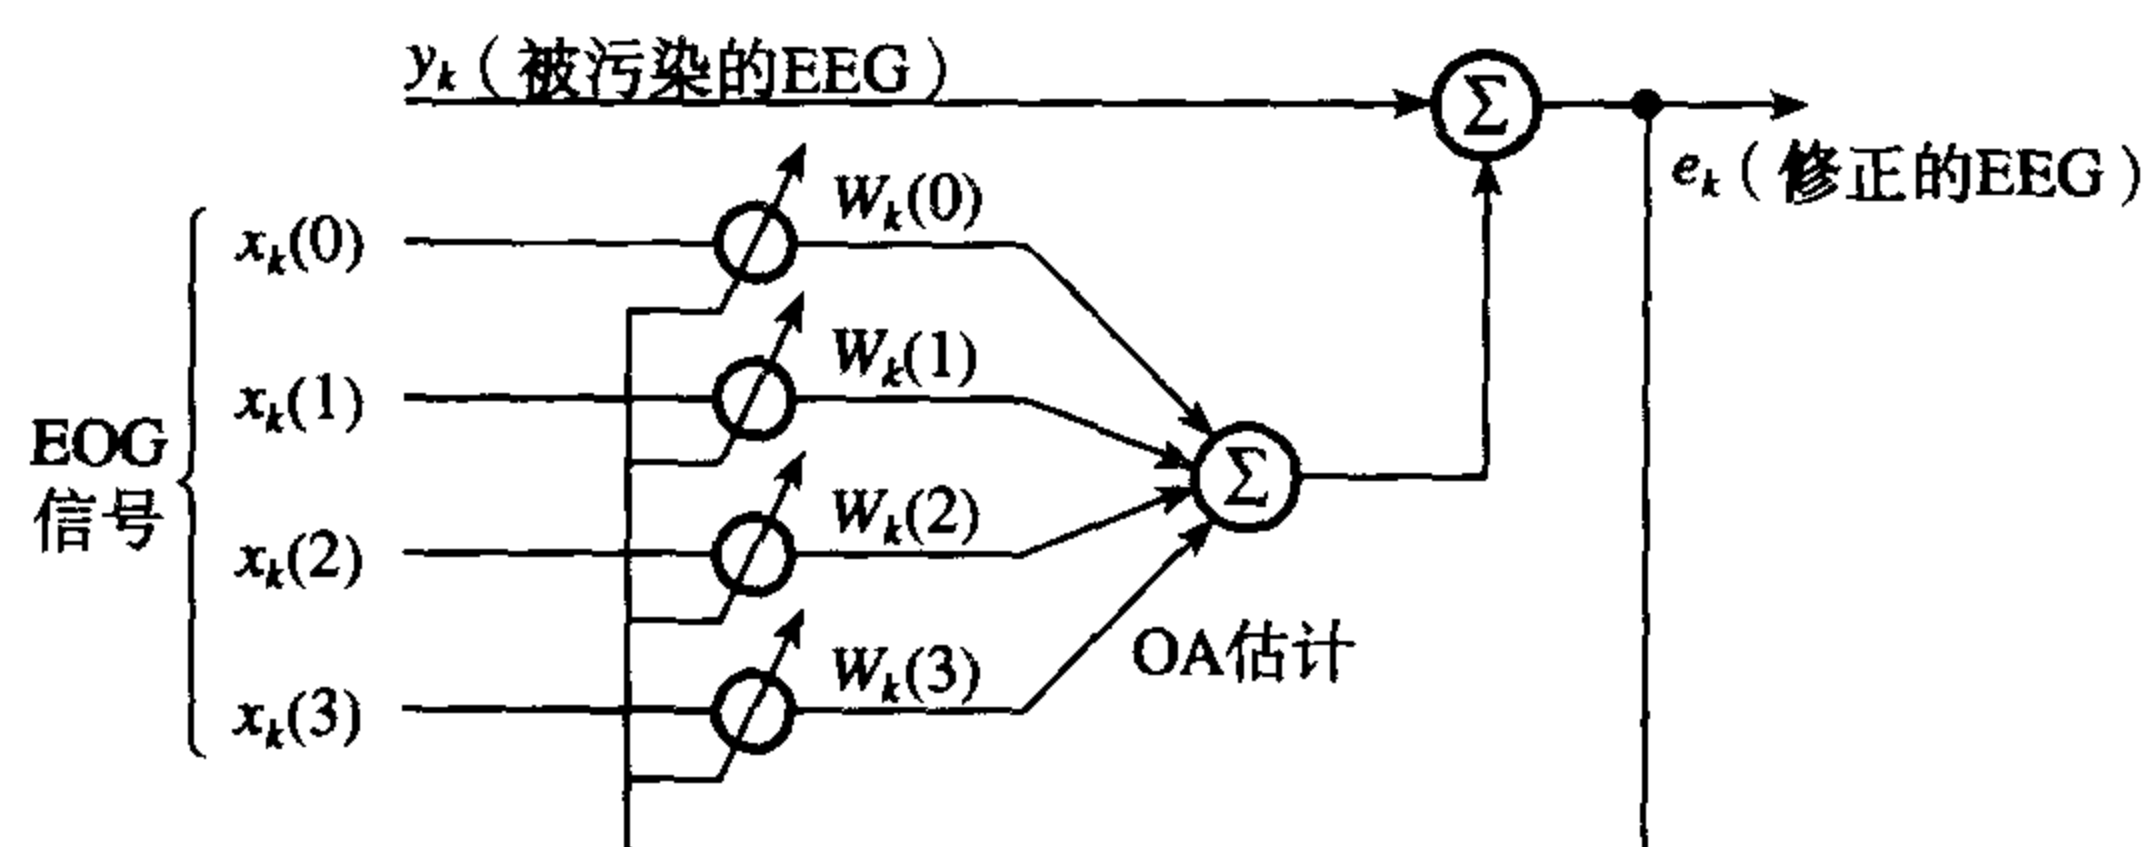 yk（被污染的EEG）
Σ
ek（修正的EEG）
Wk(0)
xk(0)
Wk(1)
xk(1)
EOG
信号
Σ
Wk(2)
xk(2)
OA估计
Wk(3)
xk(3)